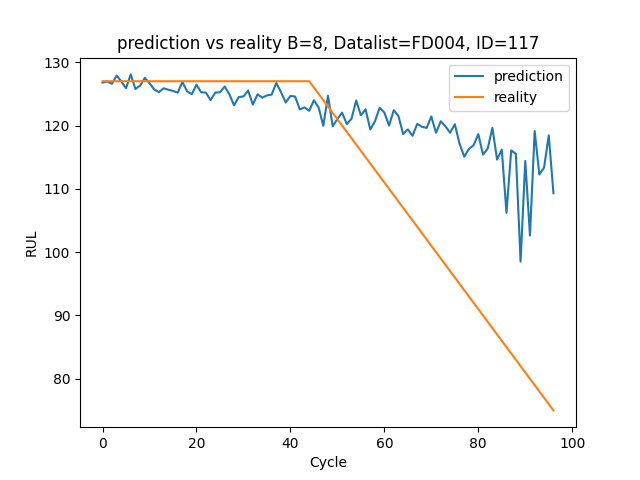 prediction vs reality B=8, Datalist=FD004, ID=117
prediction
reality
130
120
110
100
90
80
RUL
0
20
40
60
80
100
Cycle